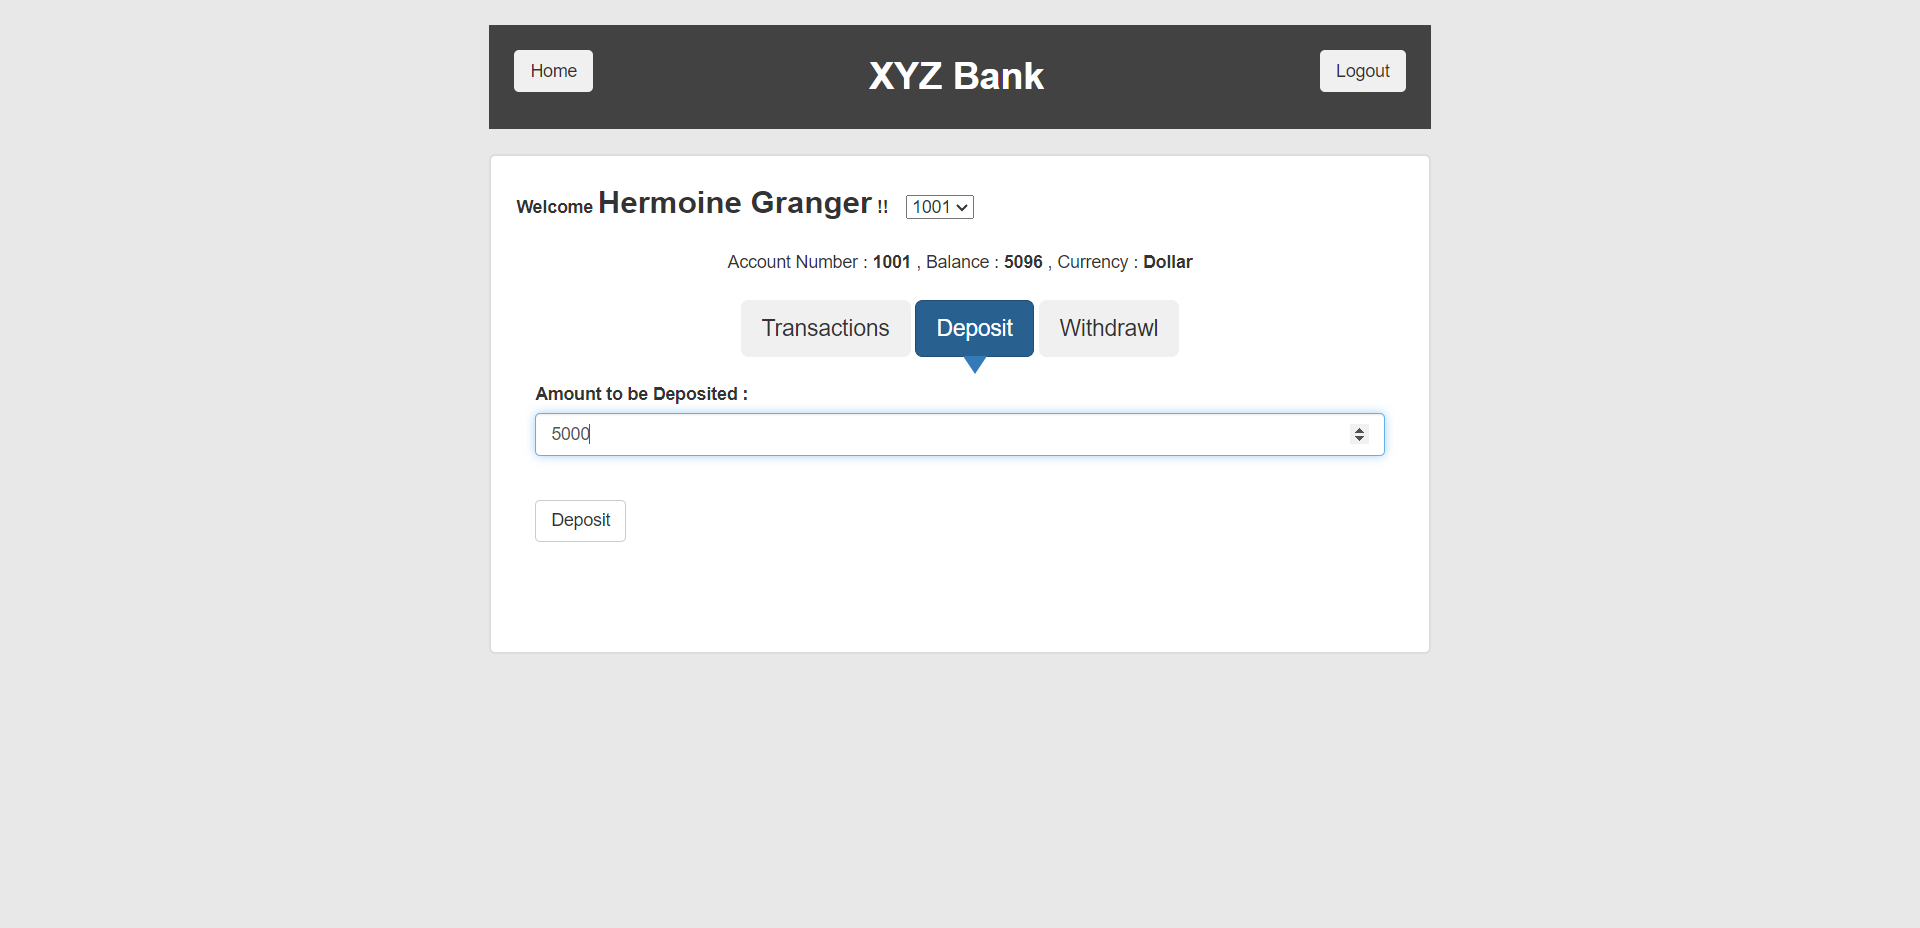 Home
XYZ Bank
Logout
Welcome Hermoine Granger !! 1001
Account Number : 1001 , Balance : 5096 , Currency : Dollar
Transactions
Deposit
Withdrawl
Amount to be Deposited :
5000
Deposit